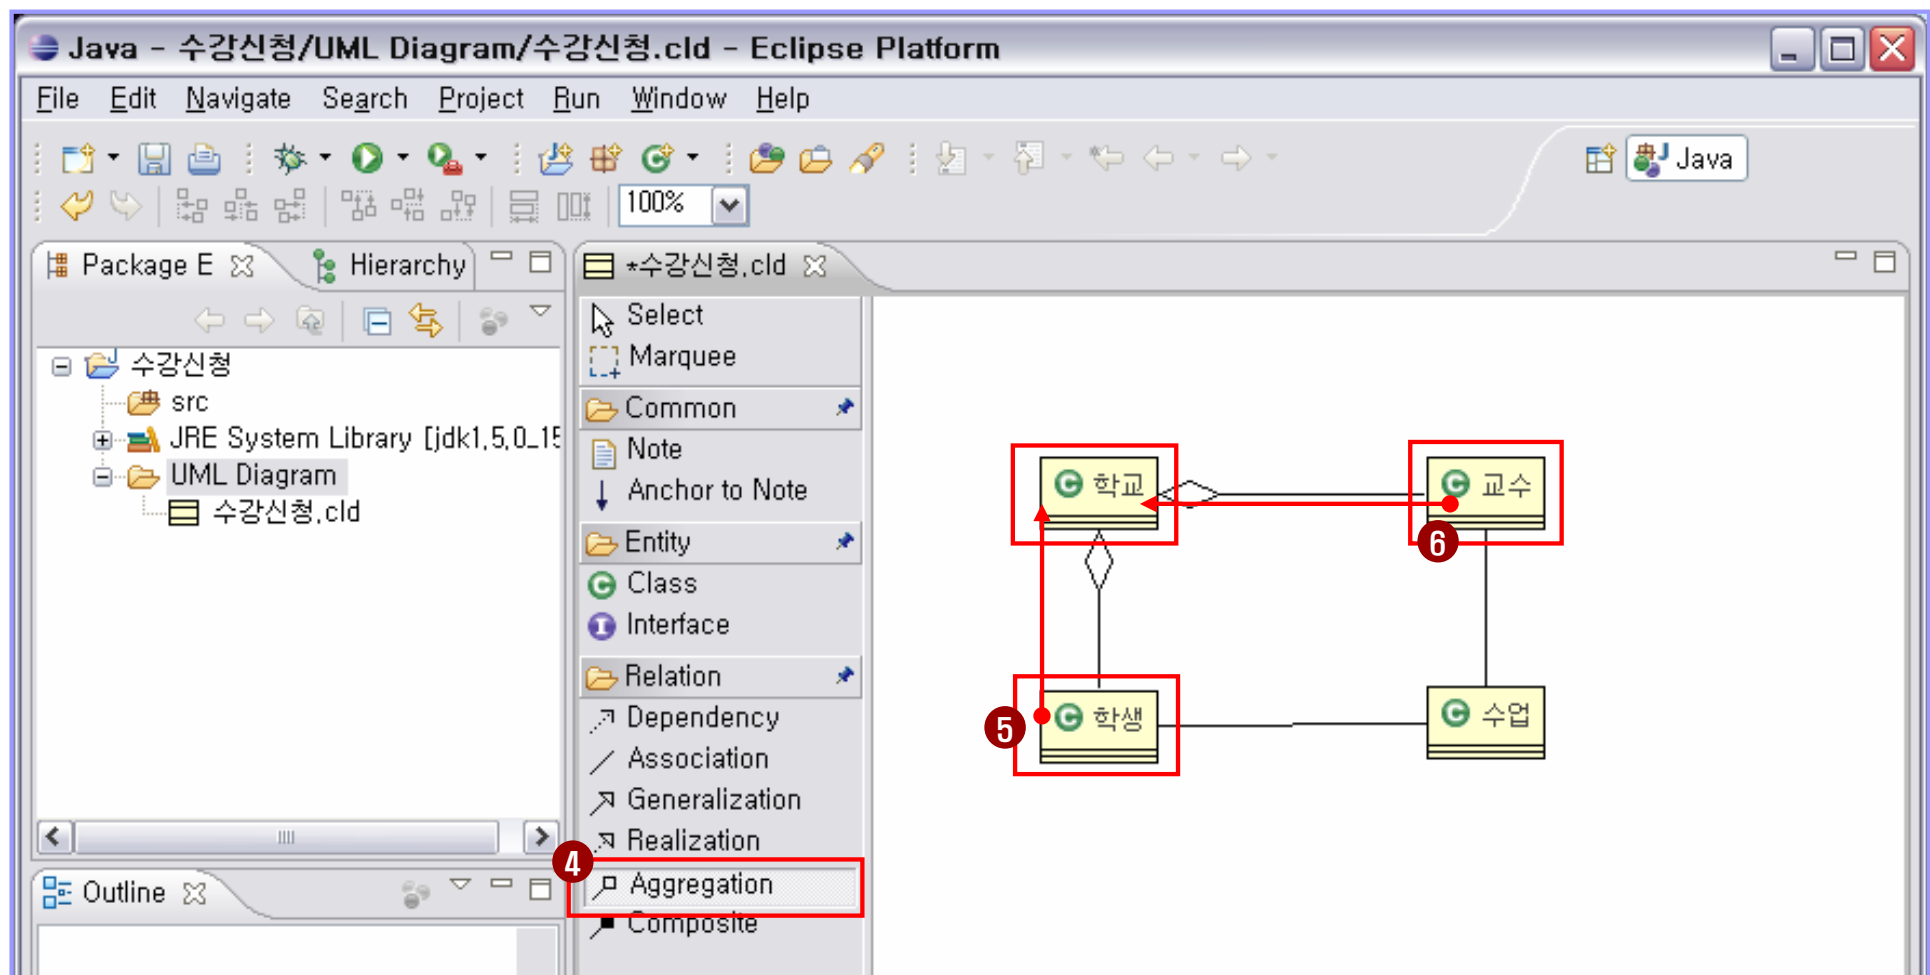 Java - 수강신청/UML Diagram/수강신청.cld - Eclipse Platform
File Edit Navigate Search Project Run Window Help
Java
100%
Package E
Hierarchy
*수강신청.cld
Select
Marquee
수강신청
src
JRE System Library [jdk1.5.0_15
UML Diagram
수강신청.cld
Common
Note
Anchor to Note
Entity
Class
Interface
Relation
Dependency
Association
Generalization
Realization
4
Aggregation
Composite
Outline
학교
교수
6
5
학생
수업